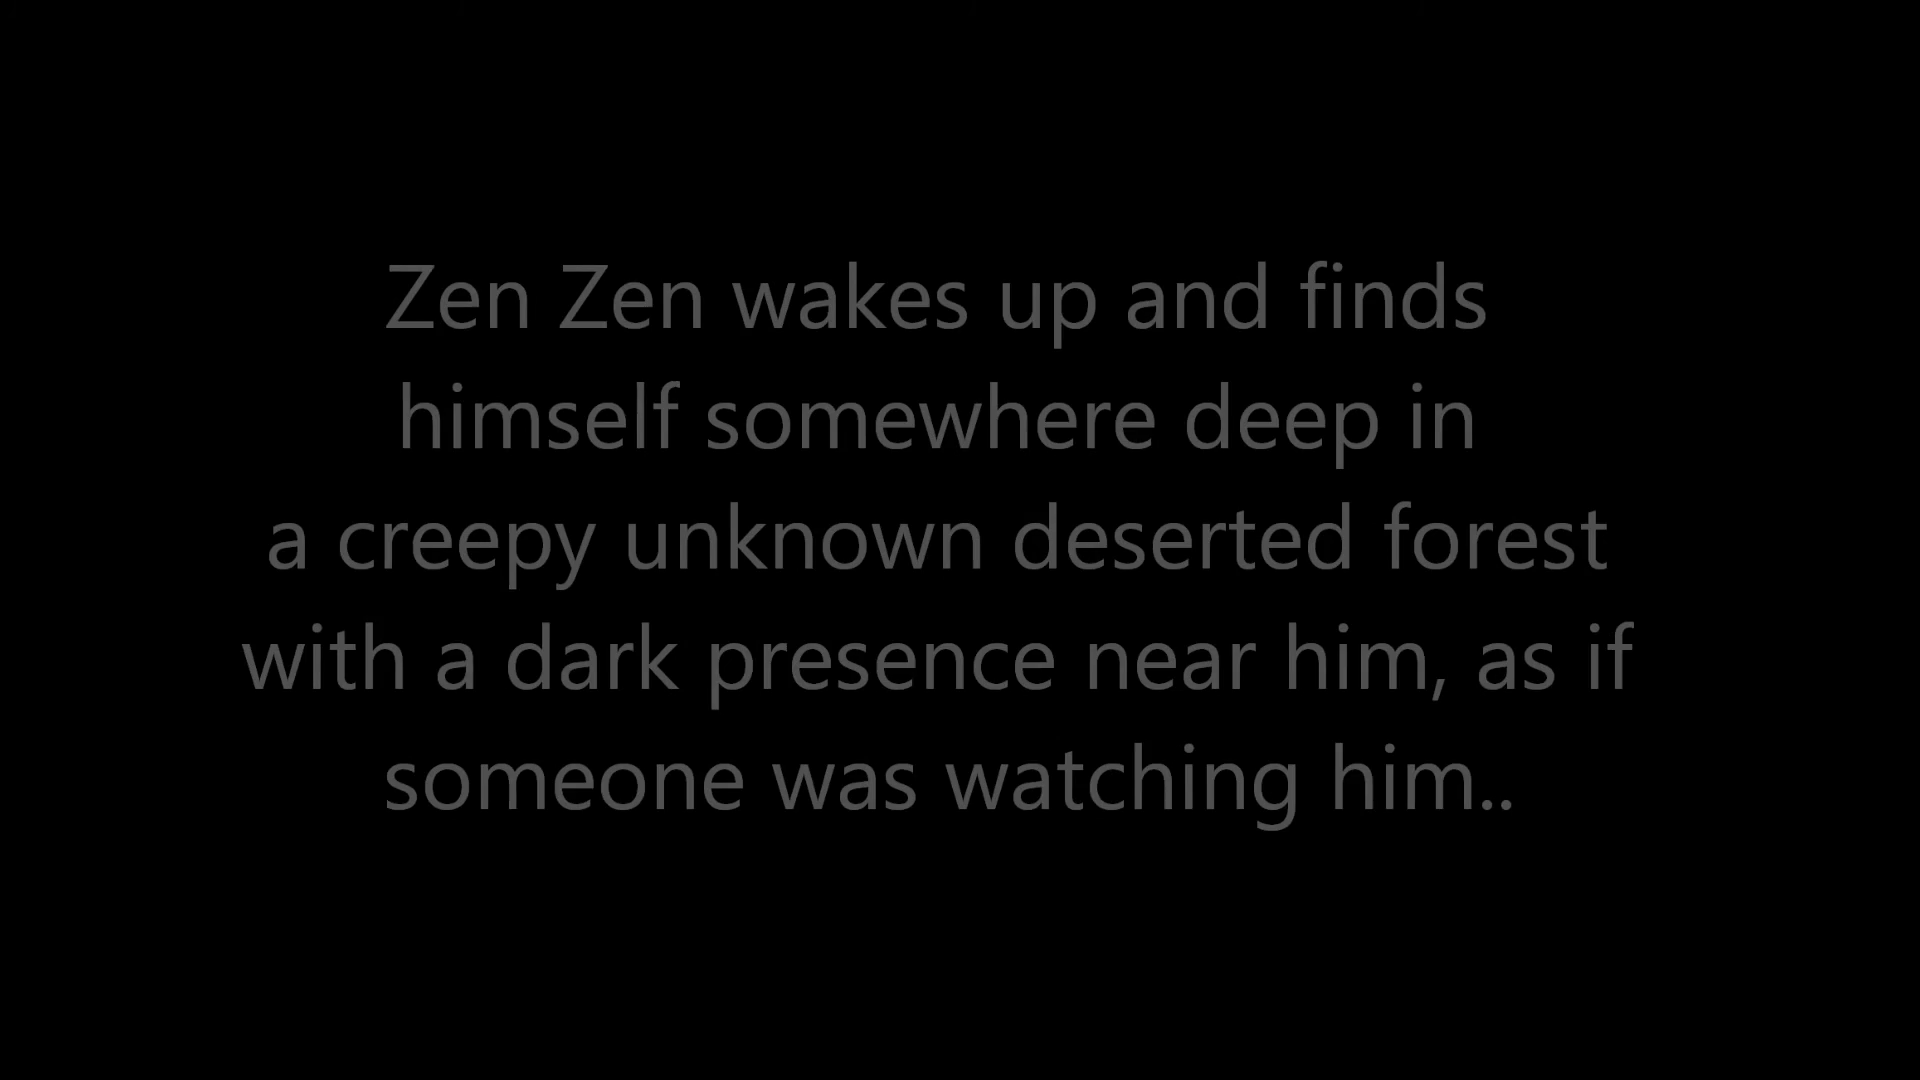 Zen Zen wakes up and finds
himself somewhere deep in
a creepy unknown deserted forest
with a dark presence near him, as if
someone was watching him..